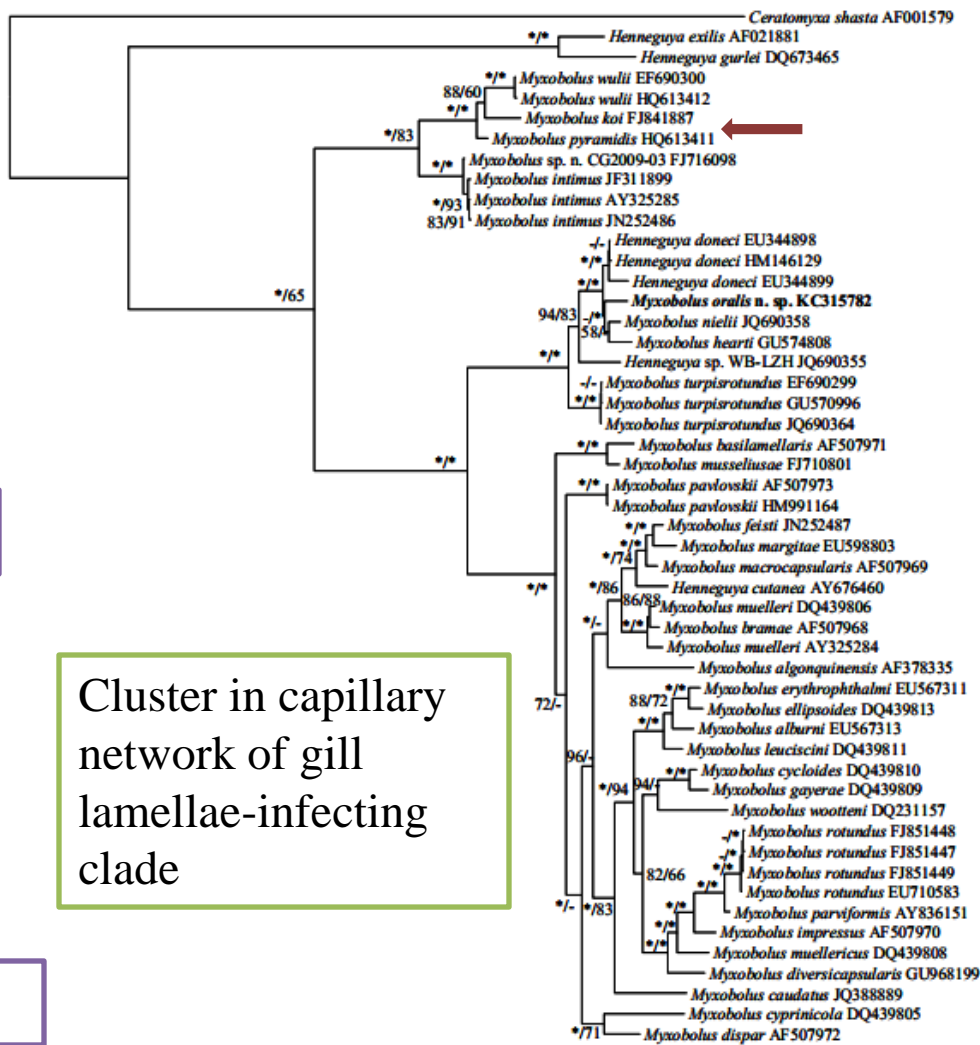 Ceratomyxa shasta AF001579
*/*
Henneguya exilis AF021881
Henneguya gurlei DQ673465
*/*
Myxobolus wulii EF690300
88/60
Myxobolus wulii HQ613412
*/*
Myxobolus koi FJ841887
*/83
Myxobolus pyramidis HQ613411
*/*
Myxobolus sp. n. CG2009-03 FJ716098
Myxobolus intimus JF311899
*/93
Myxobolus intimus AY325285
83/91
Myxobolus intimus JN252486
-/-
Henneguya doneci EU344898
*/*
Henneguya doneci HM146129
*/*
Henneguya doneci EU344899
*/65
Myxobolus oralis n. sp. KC315782
94/83
-/*
Myxobolus nielii JQ690358
58/
Myxobolus hearti GU574808
*/*
Henneguya sp. WB-LZH JQ690355
-/-
Myxobolus turpisrotundus EF690299
*/*
Myxobolus turpisrotundus GU570996
Myxobolus turpisrotundus JQ690364
*/*
*/*
Myxobolus basilamellaris AF507971
Myxobolus musseliusae FJ710801
*/*
Myxobolus pavlovskii AF507973
Myxobolus pavlovskii HM991164
*/*
Myxobolus feisti JN252487
*/*
Myxobolus margitae EU598803
*/74
Myxobolus macrocapsularis AF507969
*/*
*/86
Henneguya cutanea AY676460
86/88
Myxobolus muelleri DQ439806
*/-
*/*
Myxobolus bramae AF507968
Myxobolus muelleri AY325284
Myxobolus algonquinensis AF378335
Cluster in capillary
network of gill
lamellae-infecting
clade
72/-
88/72
*/*
Myxobolus erythrophthalmi EU567311
Myxobolus ellipsoides DQ439813
*/*
Myxobolus alburni EU567313
Myxobolus leuciscini DQ439811
96/-
*/94
94/-
*/*
Myxobolus cycloides DQ439810
Myxobolus gayerae DQ439809
Myxobolus wootteni DQ231157
-/*
Myxobolus rotundus FJ851448
-/*
Myxobolus rotundus FJ851447
*/*
Myxobolus rotundus FJ851449
82/66
*/*
Myxobolus rotundus EU710583
*/-
*/83
*/*
Myxobolus parviformis AY836151
Myxobolus impressus AF507970
*/*
Myxobolus muellericus DQ439808
Myxobolus diversicapsularis GU968199
Myxobolus caudatus JQ388889
Myxobolus cyprinicola DQ439805
*/71
Myxobolus dispar AF507972